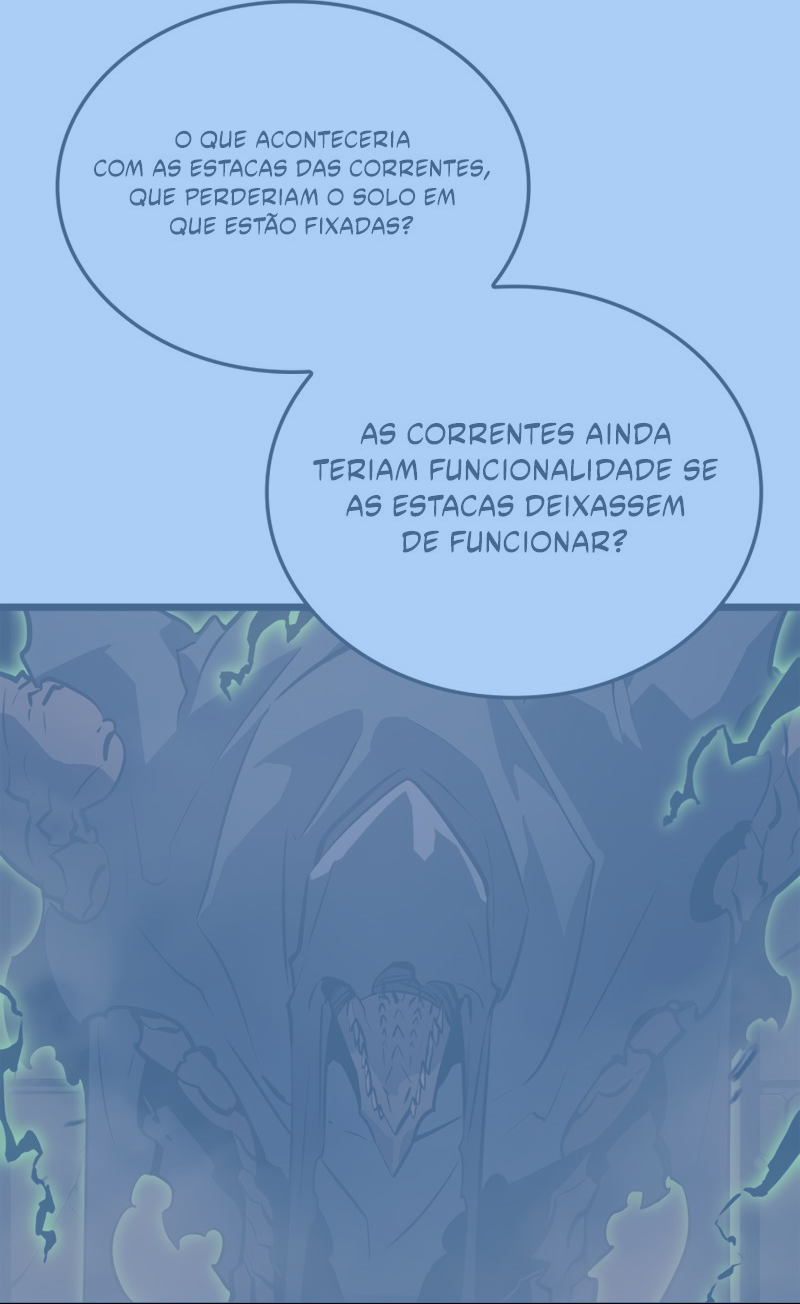 O QUE ACONTECERIA
COM AS ESTACAS DAS CORRENTES,
QUE PERDERIAM O SOLO EM
QUE ESTÃO FIXADAS?
AS CORRENTES AINDA
TERIAM FUNCIONALIDADE SE
AS ESTACAS DEIXASSEM
DE FUNCIONAR?